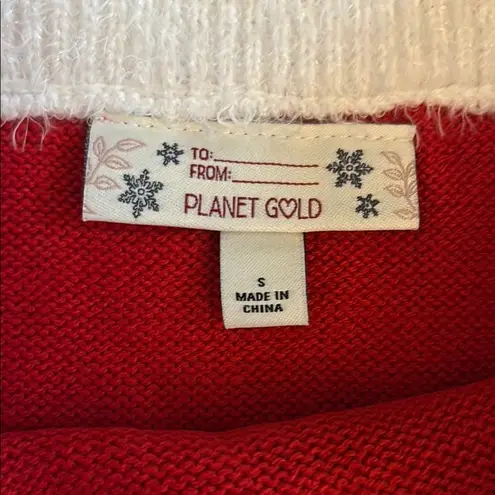 TO:
FROM:
PLANET GOLD
S
MADE IN
CHINA